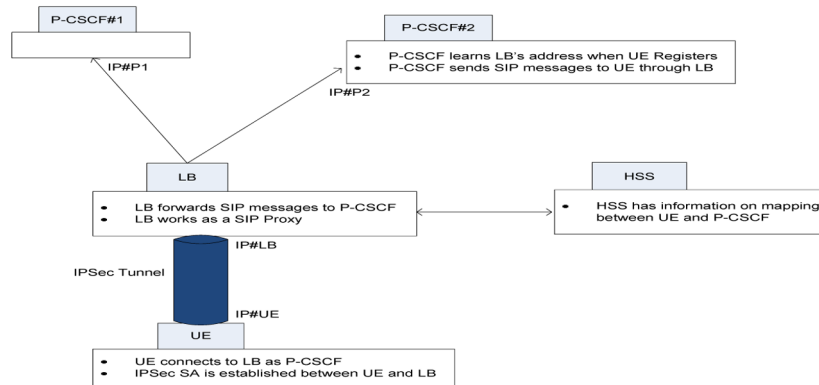 P-CSCF#1
P-CSCF#2
• P-CSCF learns LB's address when UE Registers
• P-CSCF sends SIP messages to UE through LB
IP#P1
IP#P2
LB
HSS
• LB forwards SIP messages to P-CSCF
• LB works as a SIP Proxy
• HSS has information on mapping
between UE and P-CSCF
IP#LB
IPSec Tunnel
IP#UE
UE
• UE connects to LB as P-CSCF
• IPSec SA is established between UE and LB